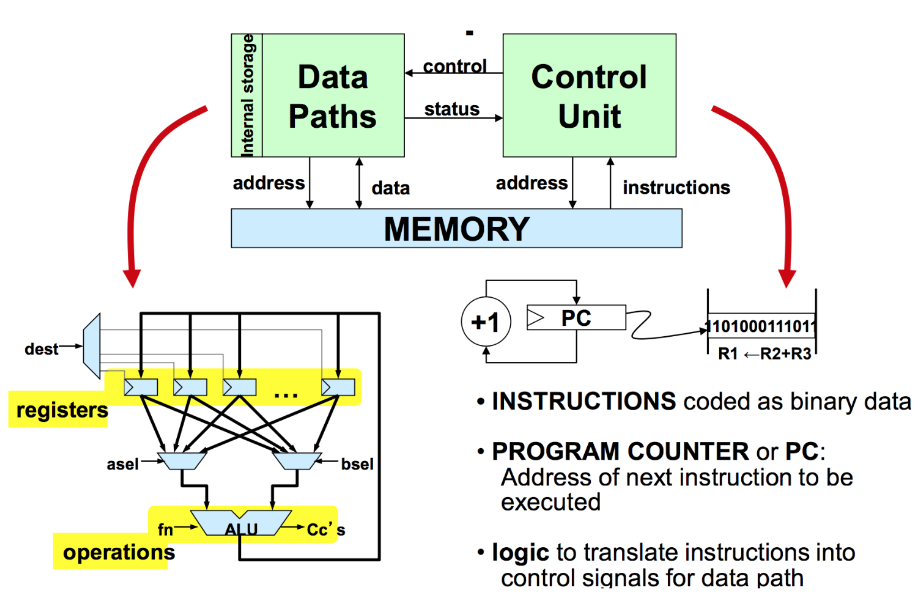 -
Internal storage
Data
Paths
control
status
Control
Unit
address
data
address
instructions
MEMORY
dest
registers
...
asel
bsel
fn
ALU
Cc's
operations
+1
PC
1101000111011
R1 ←R2+R3
• INSTRUCTIONS coded as binary data
• PROGRAM COUNTER or PC:
Address of next instruction to be
executed
• logic to translate instructions into
control signals for data path